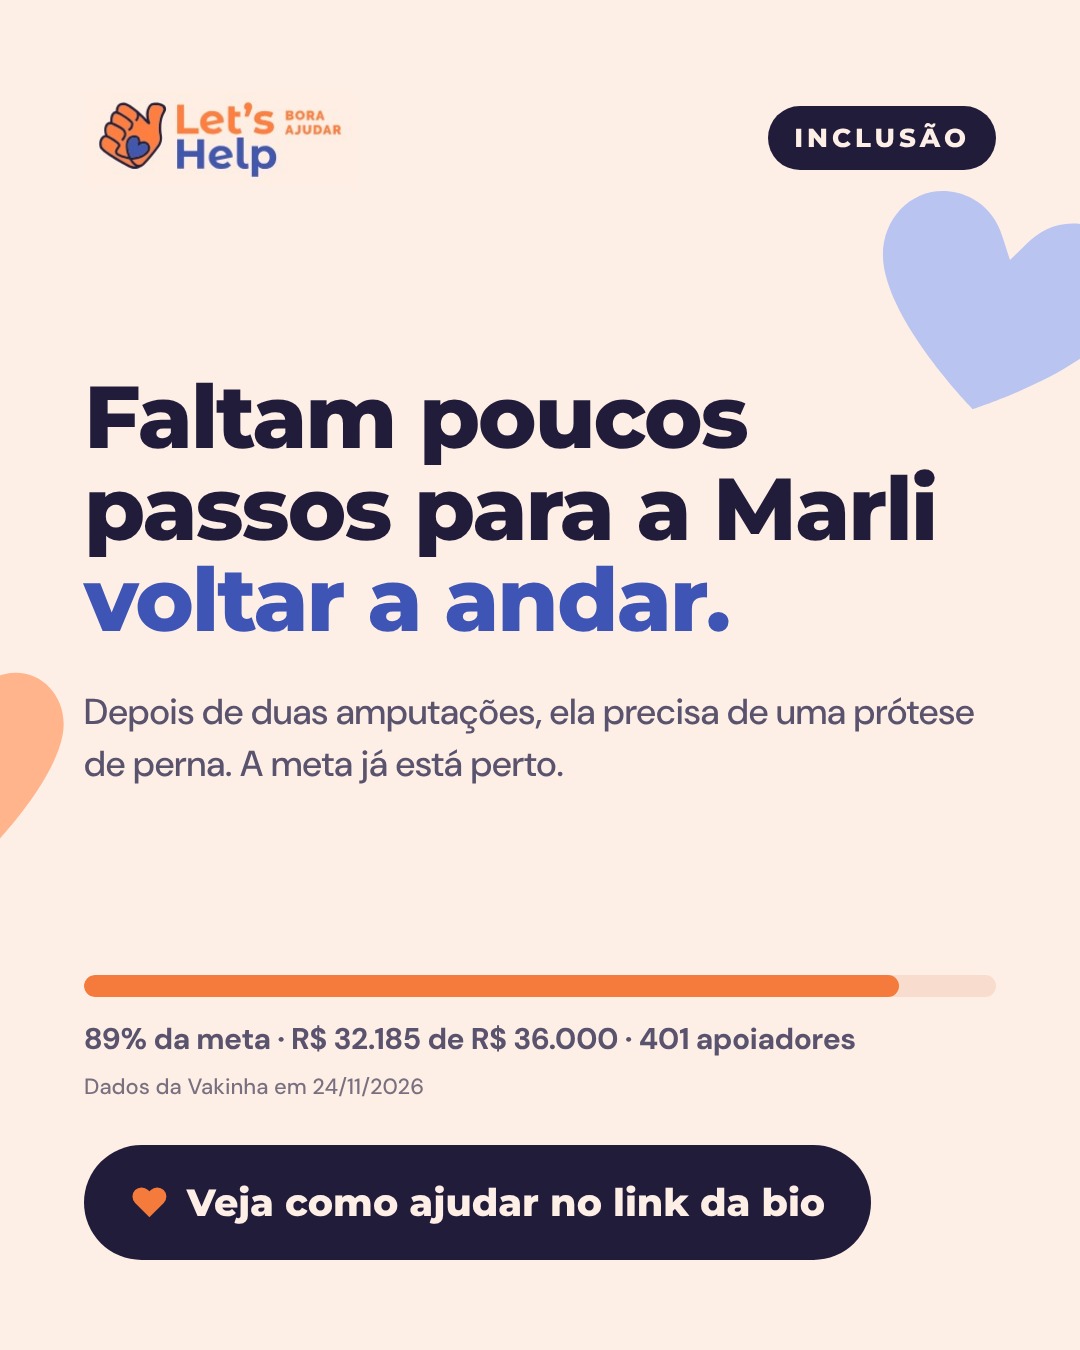 Let's
Help
BORA
AJUDAR
INCLUSÃO
Faltam poucos
passos para a Marli
voltar a andar.
Depois de duas amputações, ela precisa de uma prótese
de perna. A meta já está perto.
89% da meta · R$ 32.185 de R$ 36.000 · 401 apoiadores
Dados da Vakinha em 24/11/2026
Veja como ajudar no link da bio